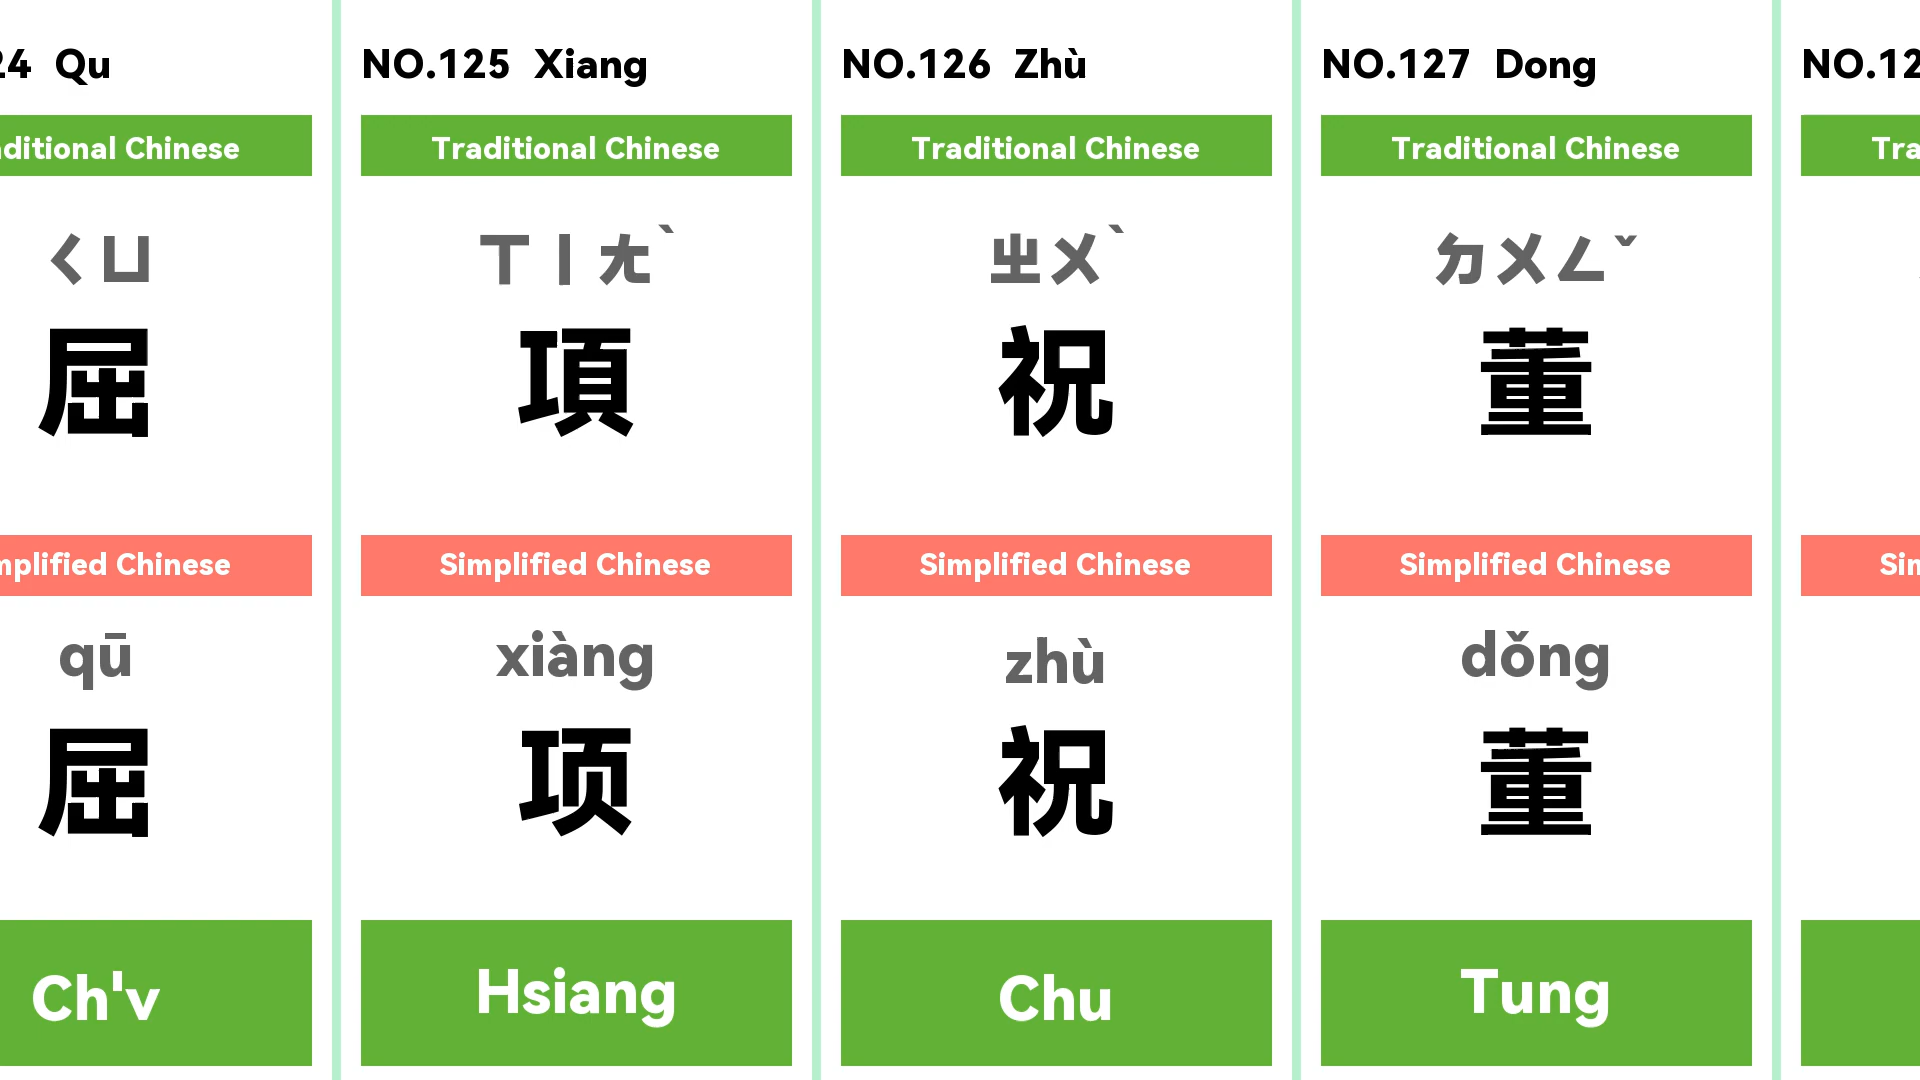 24 Qu
ditional Chinese
ㄑㄩ
屈
mplified Chinese
qū
屈
Ch'v
NO.125 Xiang
Traditional Chinese
ㄒㄧㄤˋ
項
Simplified Chinese
xiàng
项
Hsiang
NO.126 Zhù
Traditional Chinese
ㄓㄨˋ
祝
Simplified Chinese
zhù
祝
Chu
NO.127 Dong
Traditional Chinese
ㄉㄨㄥˇ
董
Simplified Chinese
dǒng
董
Tung
NO.12
Tra
Sim